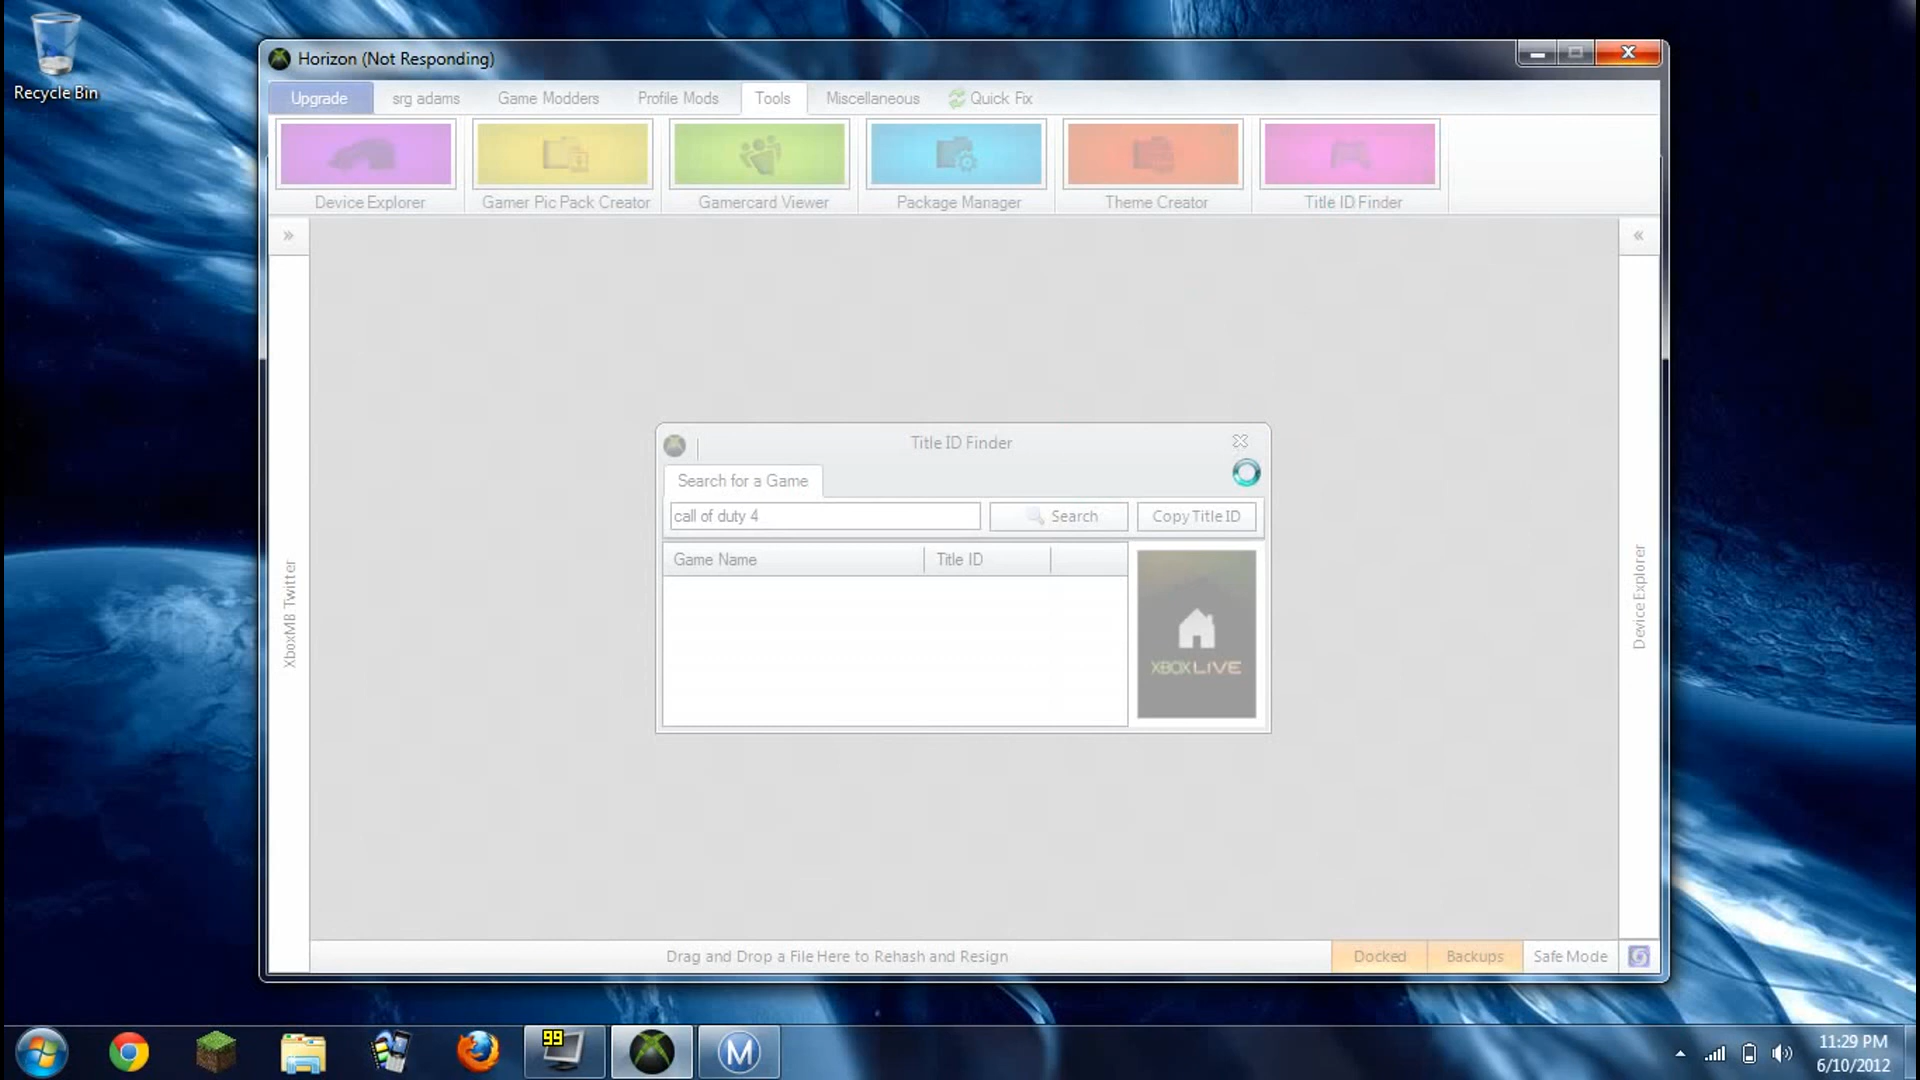 Recycle Bin
Horizon (Not Responding)
Upgrade srg adams Game Modders Profile Mods Tools Miscellaneous Quick Fix
Device Explorer Gamer Pic Pack Creator Gamercard Viewer Package Manager Theme Creator Title ID Finder
» «
XboxMB Twitter
Title ID Finder
Search for a Game
call of duty 4 Search Copy Title ID
Game Name Title ID
XBOX LIVE
Device Explorer
Drag and Drop a File Here to Rehash and Resign Docked Backups Safe Mode
99
M
11:29 PM
6/10/2012